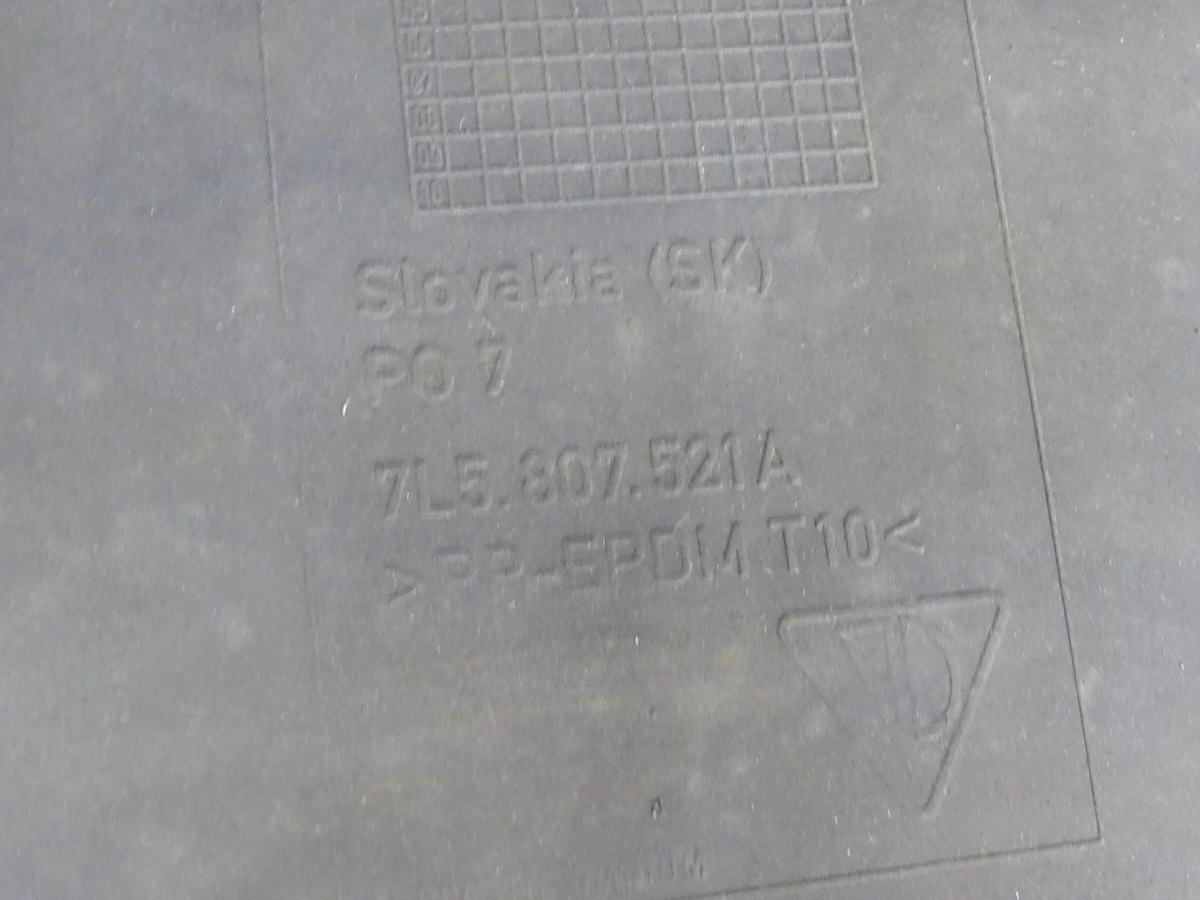 Slovakia (SK)
PO 7
7L5.807.521A
>PP-EPDM.T10<